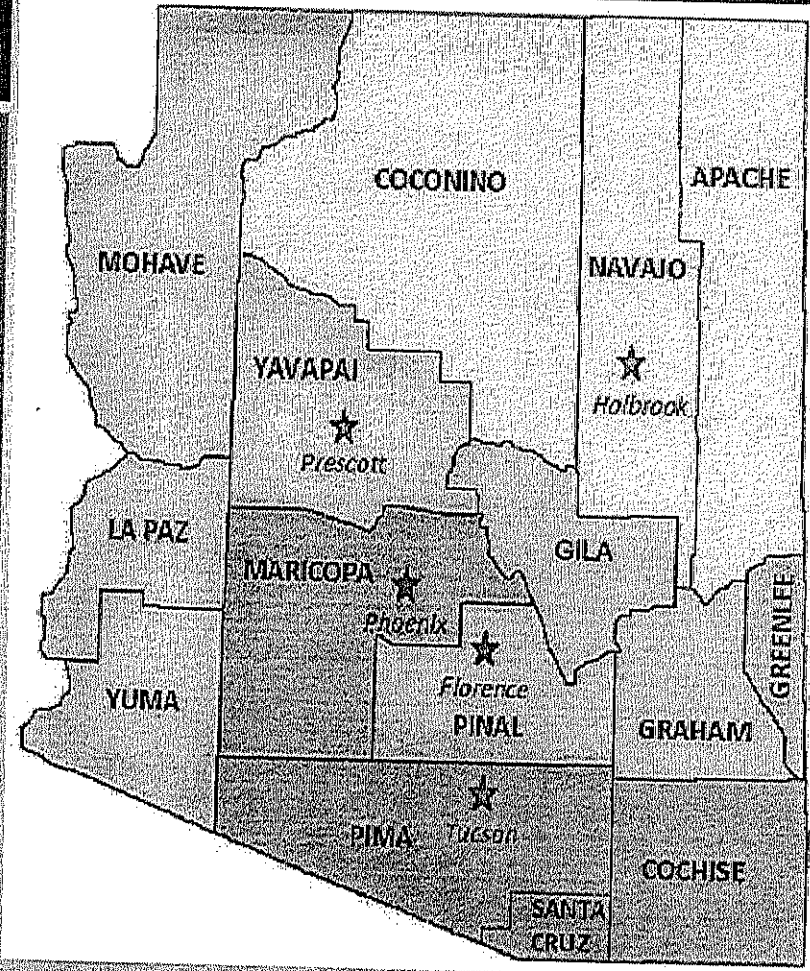 COCONINO
APACHE
MOHAVE
NAVAJO
YAVAPAI
Holbrook
Prescott
LA PAZ
GILA
MARICOPA
Phoenix
GREENLEE
Florence
YUMA
PINAL
GRAHAM
PIMA
Tucson
COCHISE
SANTA
CRUZ